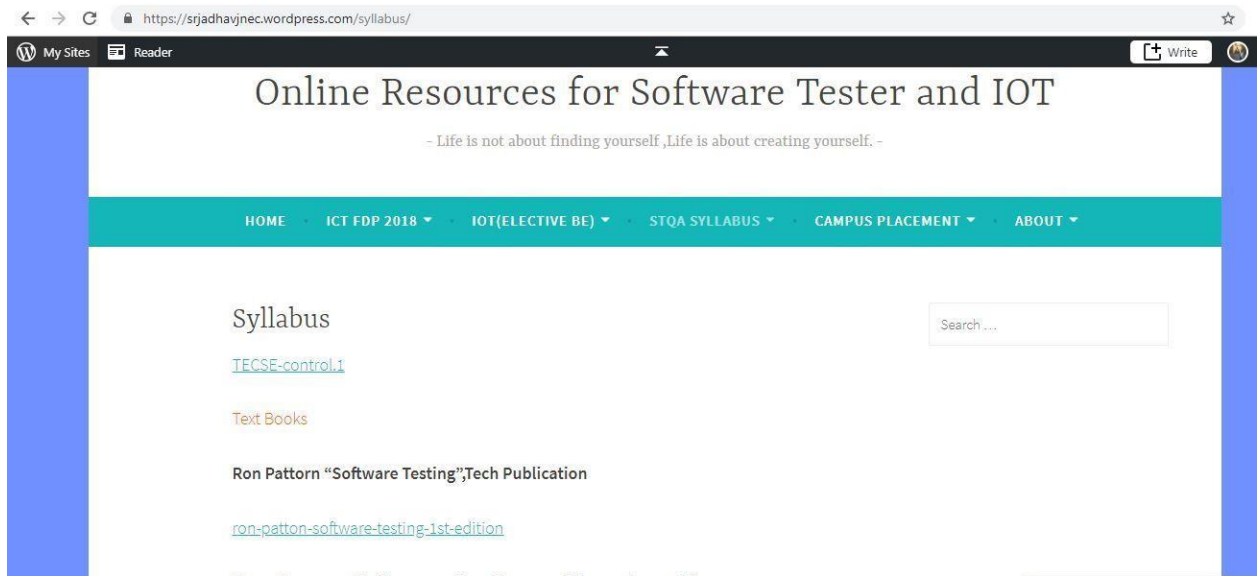 https://srjadhavjnec.wordpress.com/syllabus/
My Sites Reader Write
Online Resources for Software Tester and IOT
- Life is not about finding yourself ,Life is about creating yourself. -
HOME ICT FDP 2018 IOT(ELECTIVE BE) STQA SYLLABUS CAMPUS PLACEMENT ABOUT
Syllabus
Search ...
TECSE-control.1
Text Books
Ron Pattorn “Software Testing”,Tech Publication
ron-patton-software-testing-1st-edition